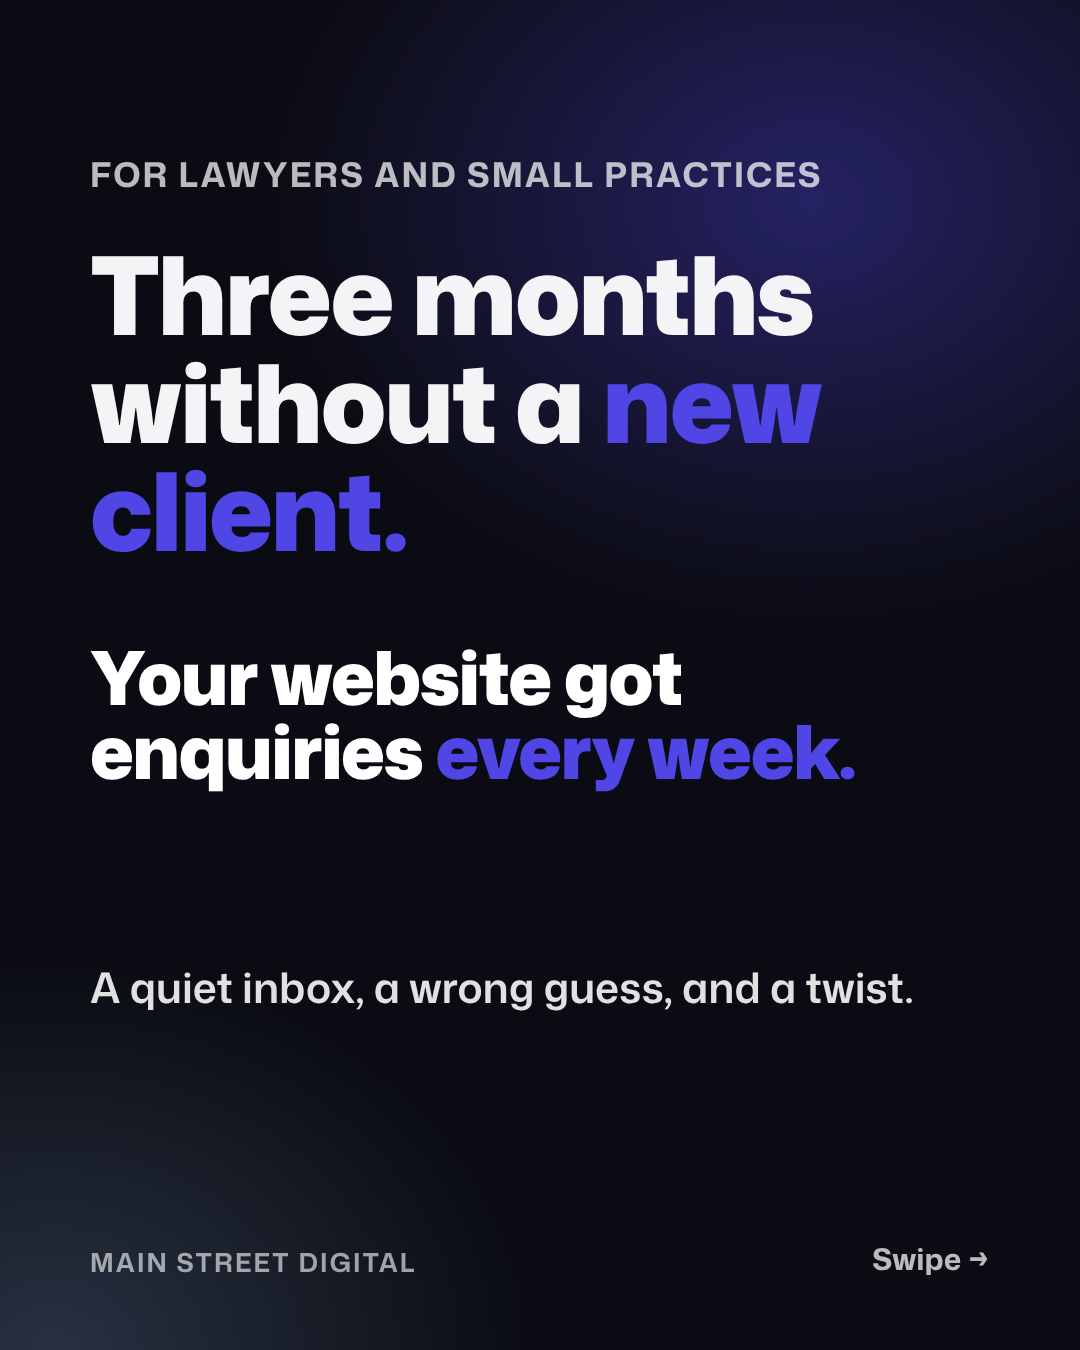 FOR LAWYERS AND SMALL PRACTICES
Three months
without a new
client.
Your website got
enquiries every week.
A quiet inbox, a wrong guess, and a twist.
MAIN STREET DIGITAL
Swipe →